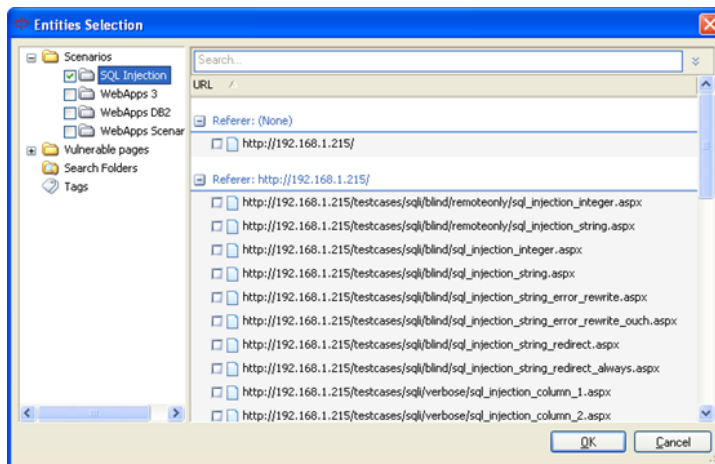 Entities Selection
Scenarios
SQL Injection
WebApps 3
WebApps DB2
WebApps Scenar
Vulnerable pages
Search Folders
Tags
Search...
URL
Referer: (None)
http://192.168.1.215/
Referer: http://192.168.1.215/
http://192.168.1.215/testcases/sqli/blind/remoteonly/sql_injection_integer.aspx
http://192.168.1.215/testcases/sqli/blind/remoteonly/sql_injection_string.aspx
http://192.168.1.215/testcases/sqli/blind/sql_injection_integer.aspx
http://192.168.1.215/testcases/sqli/blind/sql_injection_string.aspx
http://192.168.1.215/testcases/sqli/blind/sql_injection_string_error_rewrite.aspx
http://192.168.1.215/testcases/sqli/blind/sql_injection_string_error_rewrite_ouch.aspx
http://192.168.1.215/testcases/sqli/blind/sql_injection_string_redirect.aspx
http://192.168.1.215/testcases/sqli/blind/sql_injection_string_redirect_always.aspx
http://192.168.1.215/testcases/sqli/verbose/sql_injection_column_1.aspx
http://192.168.1.215/testcases/sqli/verbose/sql_injection_column_2.aspx
OK
Cancel